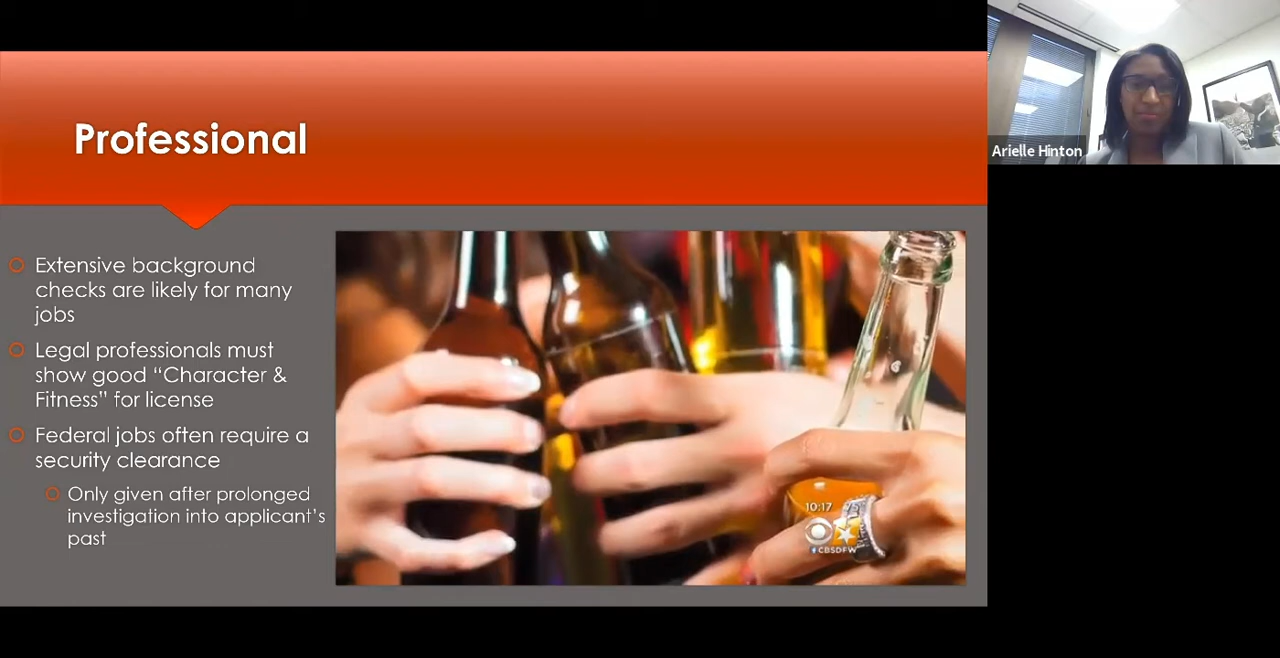 Professional
Extensive background
checks are likely for many
jobs
Legal professionals must
show good “Character &
Fitness” for license
Federal jobs often require a
security clearance
Only given after prolonged
investigation into applicant’s
past
10:17 75°
CBSDFW
Arielle Hinton